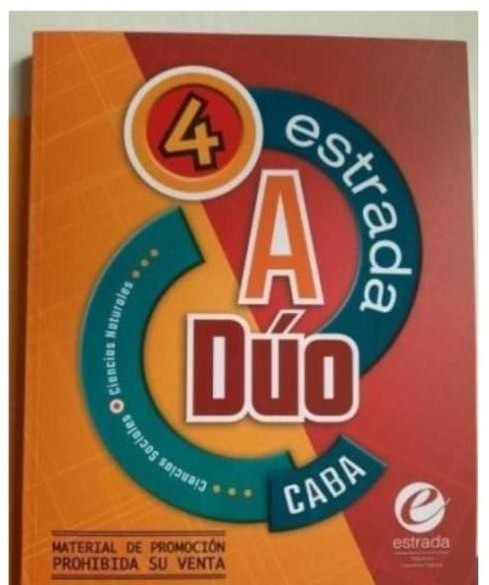 4
estrada
A
Dúo
Ciencias Sociales
Ciencias Naturales
CABA
MATERIAL DE PROMOCIÓN
PROHIBIDA SU VENTA
e
estrada